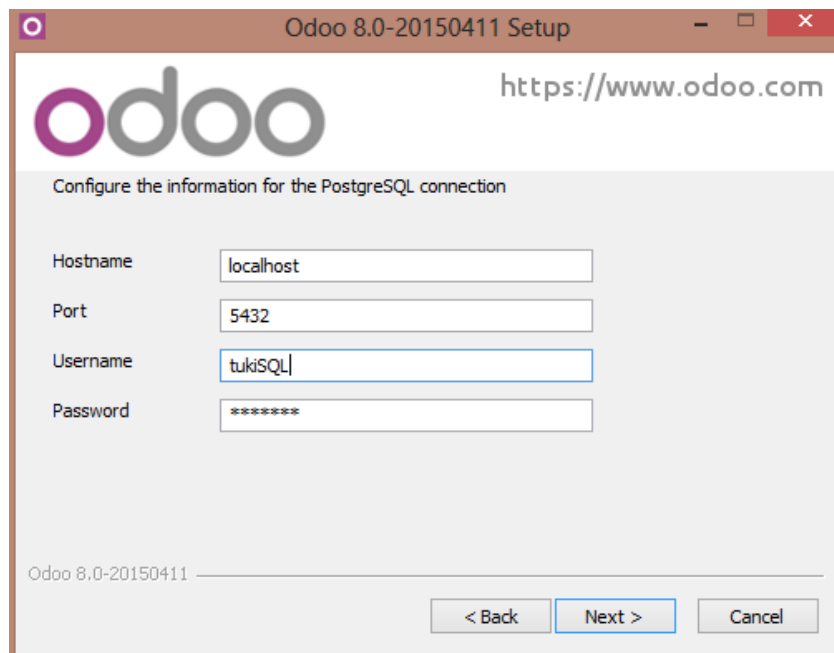 Odoo 8.0-20150411 Setup
odoo
https://www.odoo.com
Configure the information for the PostgreSQL connection
Hostname
localhost
Port
5432
Username
tukiSQL
Password
*******
Odoo 8.0-20150411
< Back
Next >
Cancel